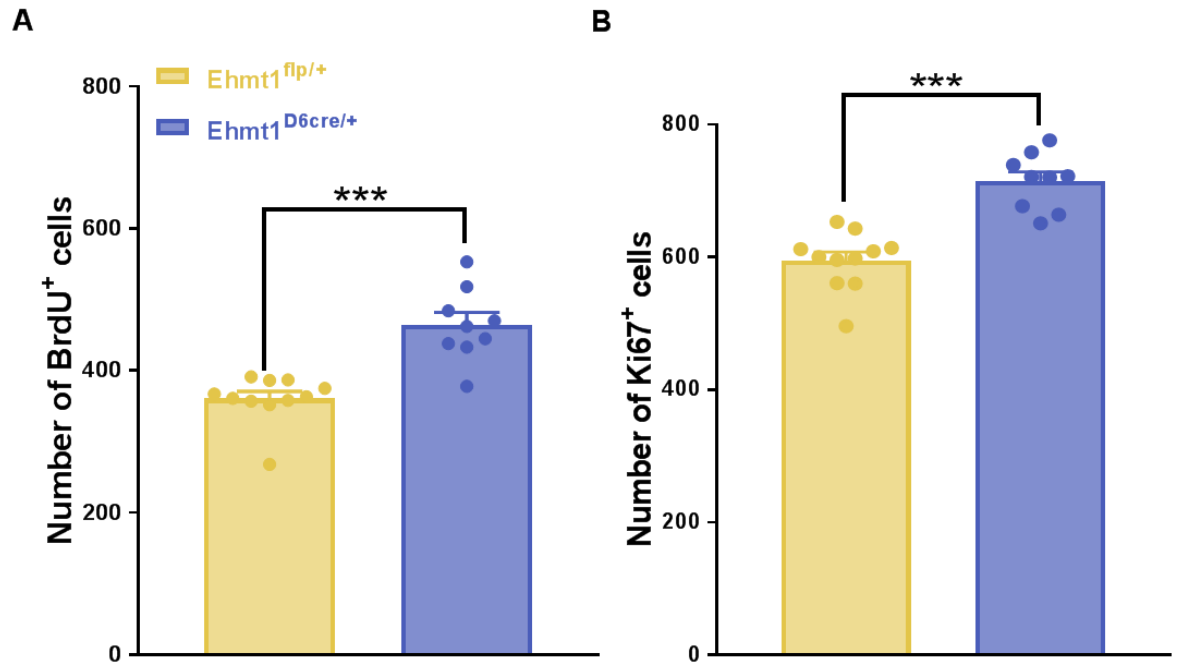 A
B
Ehmt1flp/+
Ehmt1D6cre/+
***
***
Number of BrdU+ cells
800
600
400
200
0
Number of Ki67+ cells
800
600
400
200
0